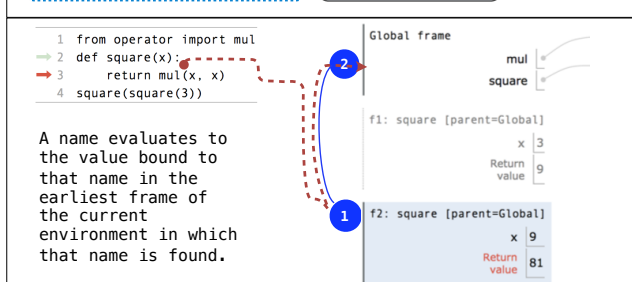 1 from operator import mul
2 def square(x):
3 return mul(x, x)
4 square(square(3))
A name evaluates to
the value bound to
that name in the
earliest frame of
the current
environment in which
that name is found.
2
1
Global frame
mul
square
f1: square [parent=Global]
x 3
Return
value 9
f2: square [parent=Global]
x 9
Return
value 81